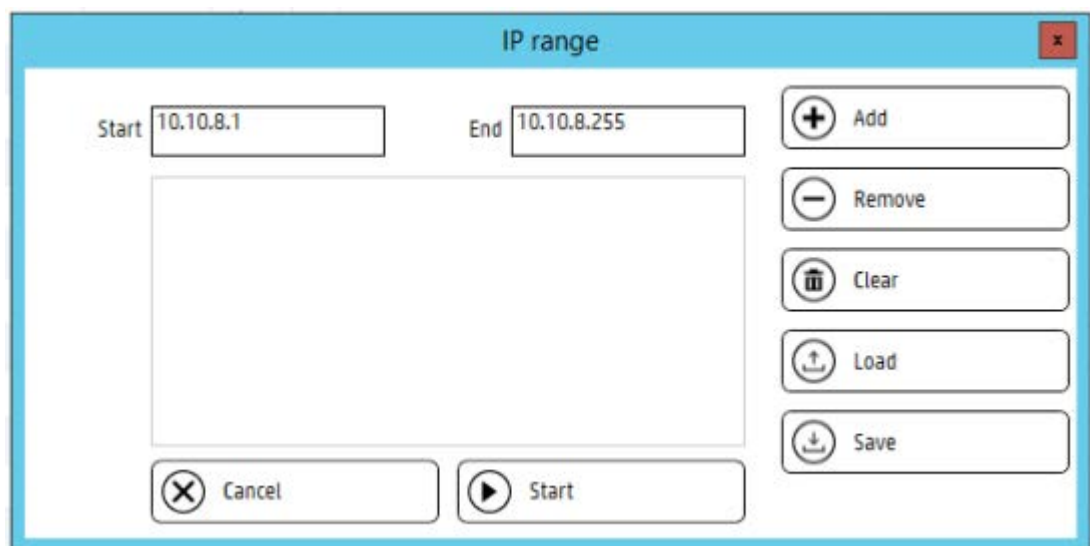 IP range
x
Start 10.10.8.1 End 10.10.8.255
Add
Remove
Clear
Load
Save
Cancel Start